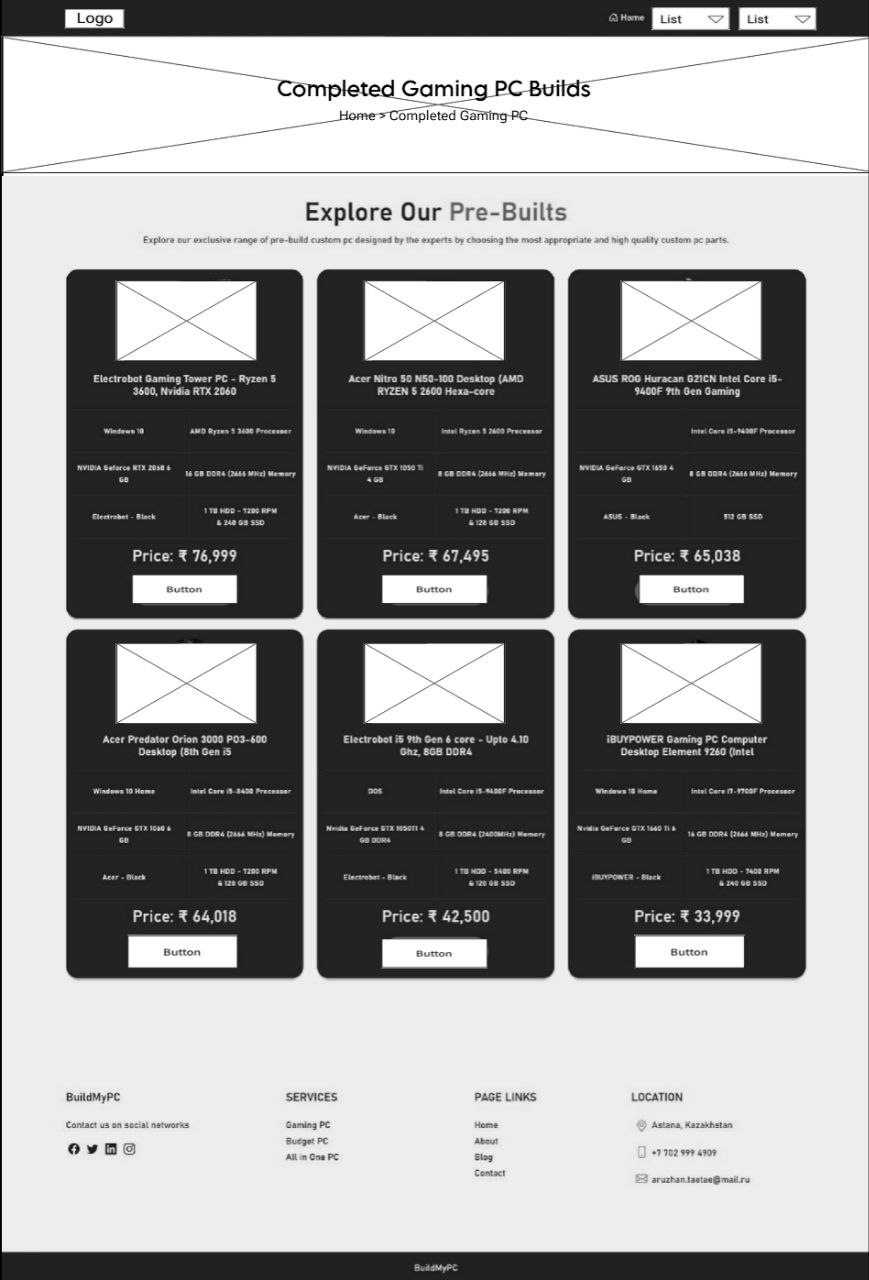 Logo
Home
List
List
Completed Gaming PC Builds
Home > Completed Gaming PC
Explore Our Pre-Builts
Explore our exclusive range of pre-build custom pc designed by the experts by choosing the most appropriate and high quality custom pc parts.
Electrobot Gaming Tower PC - Ryzen 5
3600, Nvidia RTX 2060
Windows 10
AMD Ryzen 5 3600 Processor
NVIDIA Geforce RTX 2060 6
GB
16 GB DDR4 (2666 MHz) Memory
Electrobot - Black
1 TB HDD - 7200 RPM
& 240 GB SSD
Price: ₹ 76,999
Button
Acer Nitro 50 N50-100 Desktop (AMD
RYZEN 5 2600 Hexa-core
Windows 10
Intel Ryzen 5 2600 Processor
NVIDIA GeForce GTX 1050 Ti
4 GB
8 GB DDR4 (2666 MHz) Memory
Acer - Black
1 TB HDD - 7200 RPM
& 128 GB SSD
Price: ₹ 67,495
Button
ASUS ROG Huracan G21CN Intel Core i5-
9400F 9th Gen Gaming
Intel Core i5-9400F Processor
NVIDIA GeForce GTX 1650 4
GB
8 GB DDR4 (2666 MHz) Memory
ASUS - Black
512 GB SSD
Price: ₹ 65,038
Button
Acer Predator Orion 3000 PO3-600
Desktop (8th Gen i5
Windows 10 Home
Intel Core i5-8400 Processor
NVIDIA GeForce GTX 1060 6
GB
8 GB DDR4 (2666 MHz) Memory
Acer - Black
1 TB HDD - 7200 RPM
& 128 GB SSD
Price: ₹ 64,018
Button
Electrobot i5 9th Gen 6 core - Upto 4.10
Ghz, 8GB DDR4
DOS
Intel Core i5-9400F Processor
Nvidia GeForce GTX 1050TI 4
GB DDR4
8 GB DDR4 (2400MHz) Memory
Electrobot - Black
1 TB HDD - 5400 RPM
& 120 GB SSD
Price: ₹ 42,500
Button
iBUYPOWER Gaming PC Computer
Desktop Element 9260 (Intel
Windows 10 Home
Intel Core i7-9700F Processor
Nvidia GeForce GTX 1660 Ti 6
GB
16 GB DDR4 (2666 MHz) Memory
iBUYPOWER - Black
1 TB HDD - 7400 RPM
& 240 GB SSD
Price: ₹ 33,999
Button
BuildMyPC
Contact us on social networks
SERVICES
Gaming PC
Budget PC
All in One PC
PAGE LINKS
Home
About
Blog
Contact
LOCATION
Astana, Kazakhstan
+7 702 999 4909
aruzhan.taetae@mail.ru
BuildMyPC